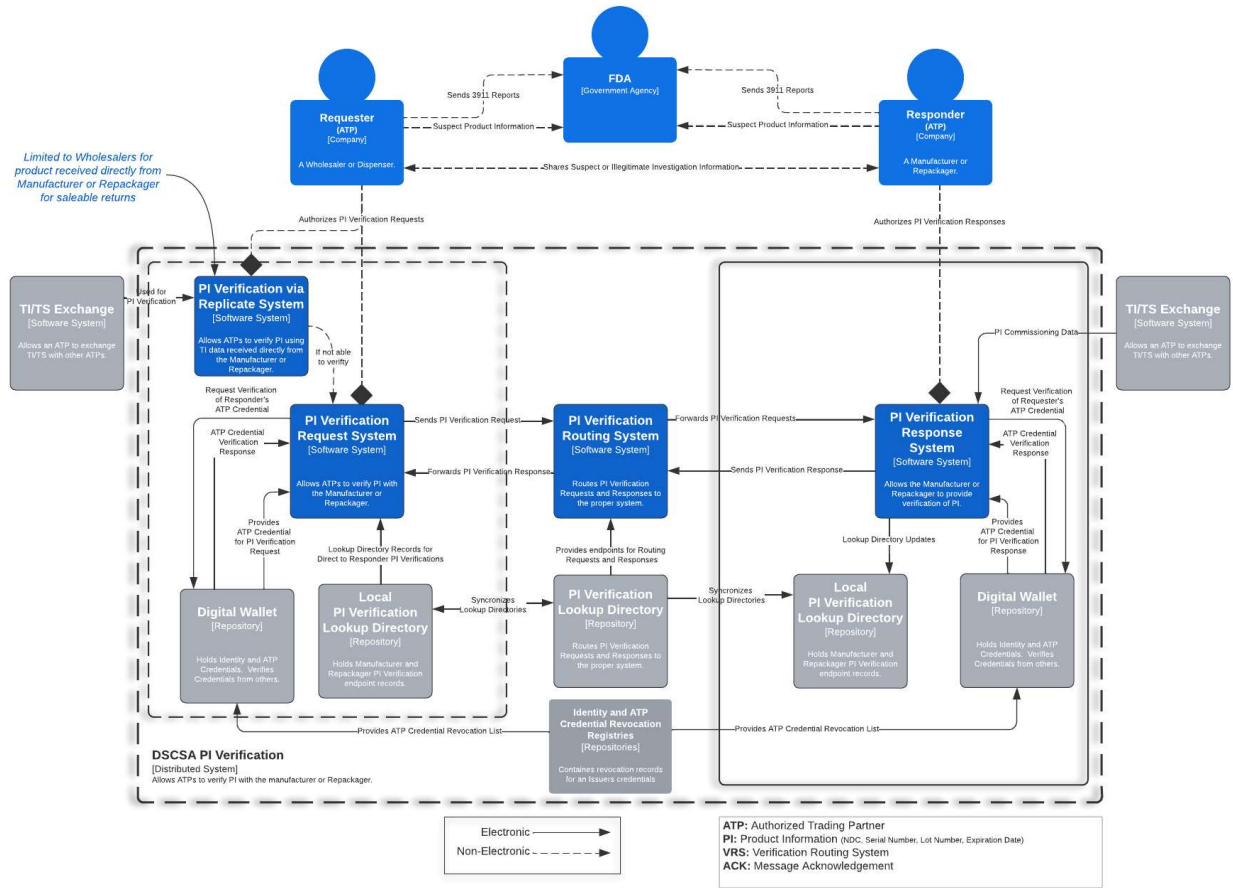 FDA
[Government Agency]
Sends 3911 Reports
Sends 3911 Reports
Requester
(ATP)
[Company]
A Wholesaler or Dispenser.
Suspect Product Information
Suspect Product Information
Responder
(ATP)
[Company]
A Manufacturer or
Repackager.
Shares Suspect or Illegitimate Investigation Information
Limited to Wholesalers for
product received directly from
Manufacturer or Repackager
for saleable returns
Authorizes PI Verification Requests
Authorizes PI Verification Responses
TI/TS Exchange
[Software System]
Allows an ATP to exchange
TI/TS with other ATPs.
Used for
PI Verification
PI Verification via
Replicate System
[Software System]
Allows ATPs to verify PI using
TI data received directly from
the Manufacturer or
Repackager.
If not able
to verifty
PI Commissioning Data
TI/TS Exchange
[Software System]
Allows an ATP to exchange
TI/TS with other ATPs.
Request Verification
of Responder's
ATP Credential
ATP Credential
Verification
Response
Provides
ATP Credential
for PI Verification
Request
PI Verification
Request System
[Software System]
Allows ATPs to verify PI with
the Manufacturer or
Repackager.
Sends PI Verification Request
Forwards PI Verification Response
PI Verification
Routing System
[Software System]
Routes PI Verification
Requests and Responses to
the proper system.
Forwards PI Verification Requests
Sends PI Verification Response
PI Verification
Response
System
[Software System]
Allows the Manufacturer or
Repackager to provide
verification of PI.
Request Verification
of Requester's
ATP Credential
ATP Credential
Verification
Response
Provides
ATP Credential
for PI Verification
Response
Lookup Directory Records for
Direct to Responder PI Verifications
Provides endpoints for Routing
Requests and Responses
Lookup Directory Updates
Digital Wallet
[Repository]
Holds Identity and ATP
Credentials. Verifies
Credentials from others.
Local
PI Verification
Lookup Directory
[Repository]
Holds Manufacturer and
Repackager PI Verification
endpoint records.
Syncronizes
Lookup Directories
PI Verification
Lookup Directory
[Repository]
Routes PI Verification
Requests and Responses to
the proper system.
Syncronizes
Lookup Directories
Local
PI Verification
Lookup Directory
[Repository]
Holds Manufacturer and
Repackager PI Verification
endpoint records.
Digital Wallet
[Repository]
Holds Identity and ATP
Credentials. Verifies
Credentials from others.
Provides ATP Credential Revocation List
Identity and ATP
Credential Revocation
Registries
[Repositories]
Containes revocation records
for an Issuers credentials
Provides ATP Credential Revocation List
DSCSA PI Verification
[Distributed System]
Allows ATPs to verify PI with the manufacturer or Repackager.
Electronic
Non-Electronic
ATP: Authorized Trading Partner
PI: Product Information (NDC, Serial Number, Lot Number, Expiration Date)
VRS: Verification Routing System
ACK: Message Acknowledgement